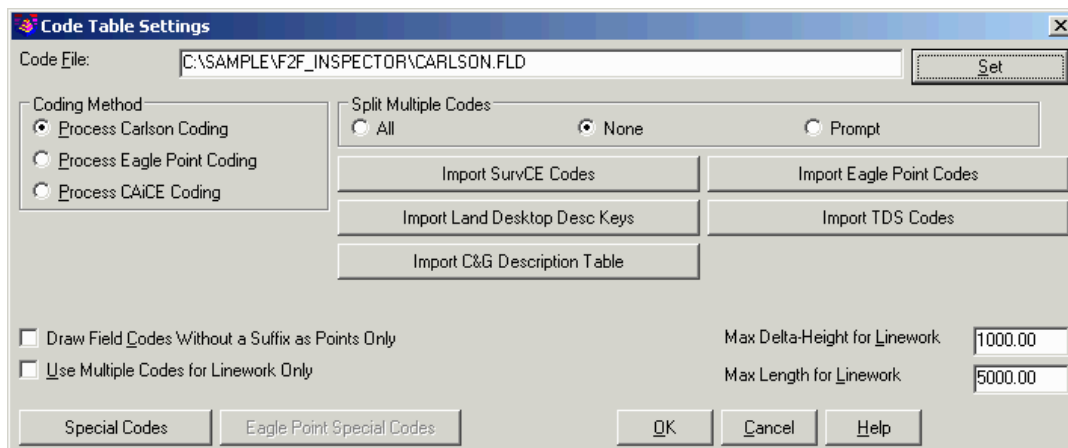 Code Table Settings
Code File: C:\SAMPLE\F2F_INSPECTOR\CARLSON.FLD Set
Coding Method
Process Carlson Coding
Process Eagle Point Coding
Process CAiCE Coding
Split Multiple Codes
All None Prompt
Import SurvCE Codes Import Eagle Point Codes
Import Land Desktop Desc Keys Import TDS Codes
Import C&G Description Table
Draw Field Codes Without a Suffix as Points Only
Use Multiple Codes for Linework Only
Max Delta-Height for Linework 1000.00
Max Length for Linework 5000.00
Special Codes Eagle Point Special Codes OK Cancel Help